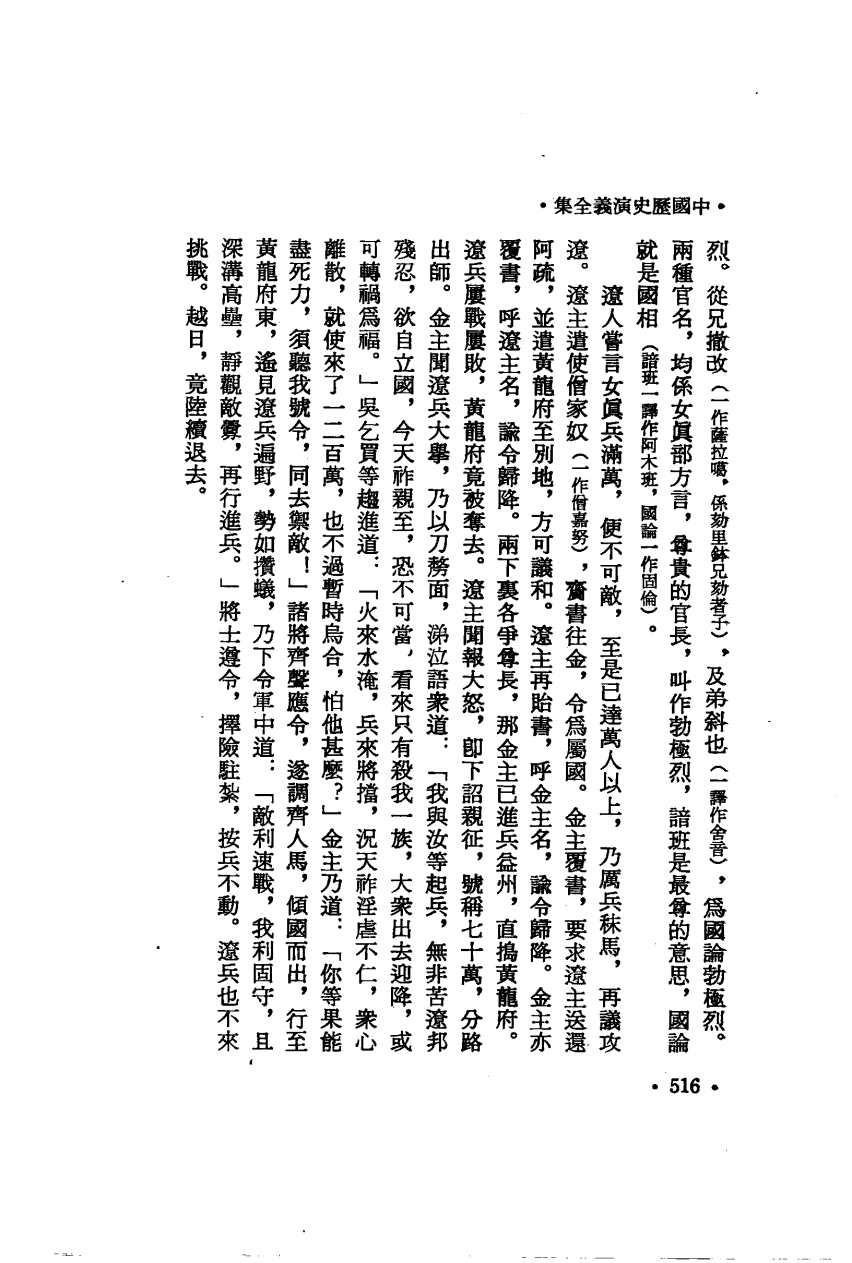 •中國歷史演義全集•
烈。從兄撒改（一作薩拉噶，係劾里鉢兄劾者子），及弟斜也（一譯作舍音），爲國論勃極烈。
兩種官名，均係女眞部方言，尊貴的官長，叫作勃極烈，諳班是最尊的意思，國論
就是國相（諳班一譯作阿木班，國論一作固倫）。
遼人嘗言女眞兵滿萬，便不可敵，至是已達萬人以上，乃厲兵秣馬，再議攻
遼。遼主遣使僧家奴（一作僧嘉努），齎書往金，令爲屬國。金主覆書，要求遼主送還
阿疏，並遣黃龍府至別地，方可議和。遼主再貽書，呼金主名，諭令歸降。金主亦
覆書，呼遼主名，諭令歸降。兩下裏各爭尊長，那金主已進兵益州，直搗黃龍府。
遼兵屢戰屢敗，黃龍府竟被奪去。遼主聞報大怒，卽下詔親征，號稱七十萬，分路
出師。金主聞遼兵大擧，乃以刀剺面，涕泣語衆道：「我與汝等起兵，無非苦遼邦
殘忍，欲自立國，今天祚親至，恐不可當，看來只有殺我一族，大衆出去迎降，或
可轉禍爲福。」吳乞買等趨進道：「火來水淹，兵來將擋，況天祚淫虐不仁，衆心
離散，就使來了一二百萬，也不過暫時烏合，怕他甚麼？」金主乃道：「你等果能
盡死力，須聽我號令，同去禦敵！」諸將齊聲應令，遂調齊人馬，傾國而出，行至
黃龍府東，遙見遼兵遍野，勢如攢蟻，乃下令軍中道：「敵利速戰，我利固守，且
深溝高壘，靜觀敵釁，再行進兵。」將士遵令，擇險駐紮，按兵不動。遼兵也不來
挑戰。越日，竟陸續退去。
•516•